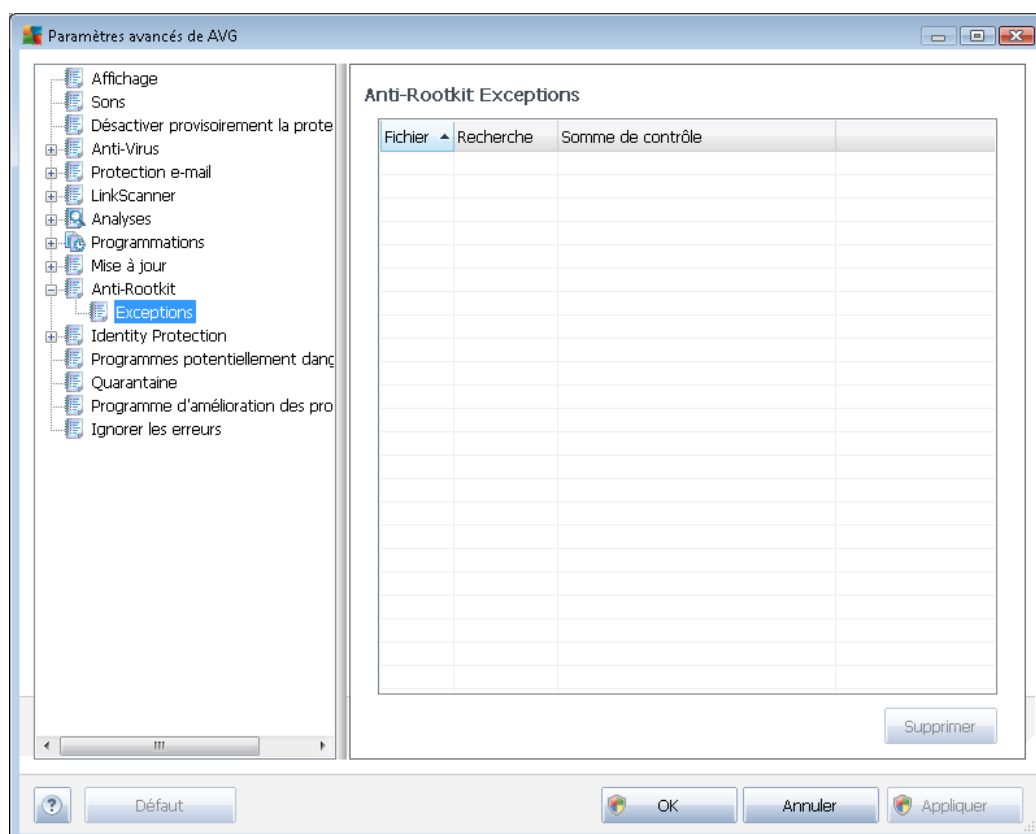 Paramètres avancés de AVG
Affichage
Sons
Désactiver provisoirement la prote
Anti-Virus
Protection e-mail
LinkScanner
Analyses
Programmations
Mise à jour
Anti-Rootkit
Exceptions
Identity Protection
Programmes potentiellement dang
Quarantaine
Programme d'amélioration des pro
Ignorer les erreurs
Anti-Rootkit Exceptions
Fichier Recherche Somme de contrôle
Supprimer
? Défaut OK Annuler Appliquer